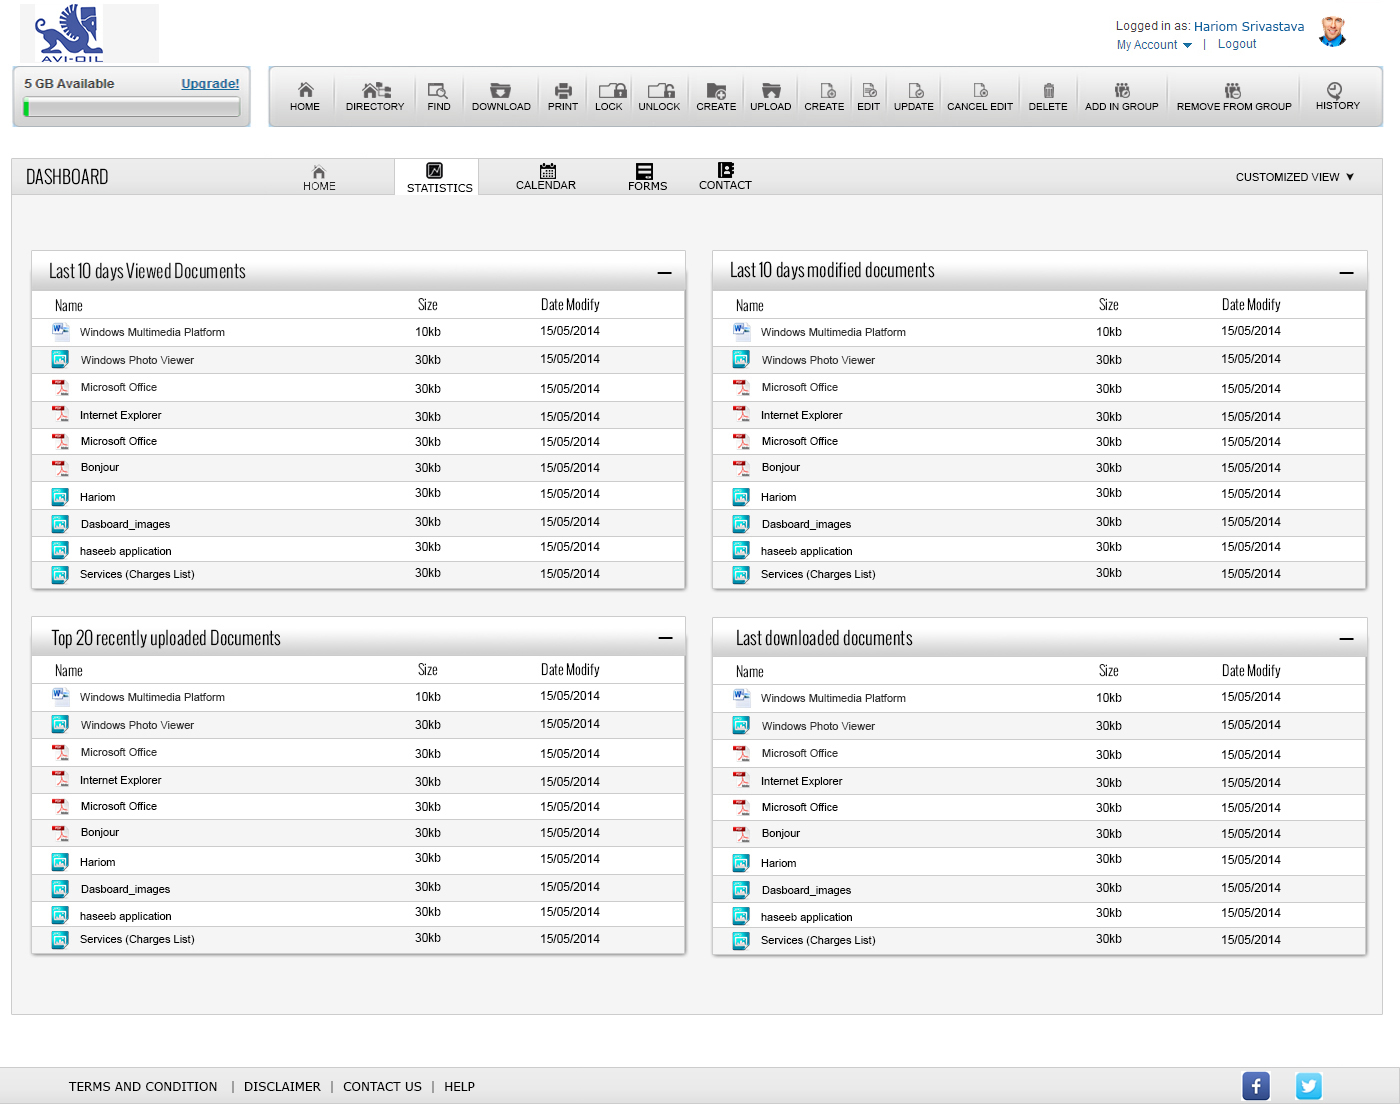 AVI-OIL
Logged in as: Hariom Srivastava
My Account | Logout
5 GB Available Upgrade!
HOME DIRECTORY FIND DOWNLOAD PRINT LOCK UNLOCK CREATE UPLOAD CREATE EDIT UPDATE CANCEL EDIT DELETE ADD IN GROUP REMOVE FROM GROUP HISTORY
DASHBOARD HOME STATISTICS CALENDAR FORMS CONTACT CUSTOMIZED VIEW
Last 10 days Viewed Documents
Name Size Date Modify
Windows Multimedia Platform 10kb 15/05/2014
Windows Photo Viewer 30kb 15/05/2014
Microsoft Office 30kb 15/05/2014
Internet Explorer 30kb 15/05/2014
Microsoft Office 30kb 15/05/2014
Bonjour 30kb 15/05/2014
Hariom 30kb 15/05/2014
Dasboard_images 30kb 15/05/2014
haseeb application 30kb 15/05/2014
Services (Charges List) 30kb 15/05/2014
Last 10 days modified documents
Name Size Date Modify
Windows Multimedia Platform 10kb 15/05/2014
Windows Photo Viewer 30kb 15/05/2014
Microsoft Office 30kb 15/05/2014
Internet Explorer 30kb 15/05/2014
Microsoft Office 30kb 15/05/2014
Bonjour 30kb 15/05/2014
Hariom 30kb 15/05/2014
Dasboard_images 30kb 15/05/2014
haseeb application 30kb 15/05/2014
Services (Charges List) 30kb 15/05/2014
Top 20 recently uploaded Documents
Name Size Date Modify
Windows Multimedia Platform 10kb 15/05/2014
Windows Photo Viewer 30kb 15/05/2014
Microsoft Office 30kb 15/05/2014
Internet Explorer 30kb 15/05/2014
Microsoft Office 30kb 15/05/2014
Bonjour 30kb 15/05/2014
Hariom 30kb 15/05/2014
Dasboard_images 30kb 15/05/2014
haseeb application 30kb 15/05/2014
Services (Charges List) 30kb 15/05/2014
Last downloaded documents
Name Size Date Modify
Windows Multimedia Platform 10kb 15/05/2014
Windows Photo Viewer 30kb 15/05/2014
Microsoft Office 30kb 15/05/2014
Internet Explorer 30kb 15/05/2014
Microsoft Office 30kb 15/05/2014
Bonjour 30kb 15/05/2014
Hariom 30kb 15/05/2014
Dasboard_images 30kb 15/05/2014
haseeb application 30kb 15/05/2014
Services (Charges List) 30kb 15/05/2014
TERMS AND CONDITION | DISCLAIMER | CONTACT US | HELP